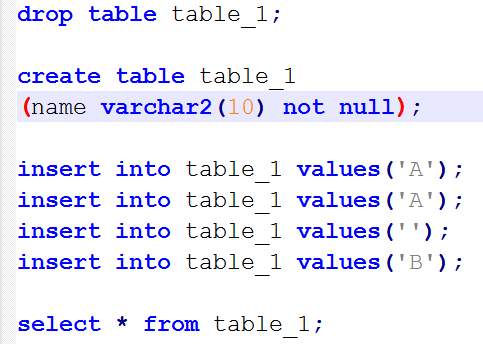 drop table table_1;
create table table_1
(name varchar2(10) not null);
insert into table_1 values('A');
insert into table_1 values('A');
insert into table_1 values('');
insert into table_1 values('B');
select * from table_1;